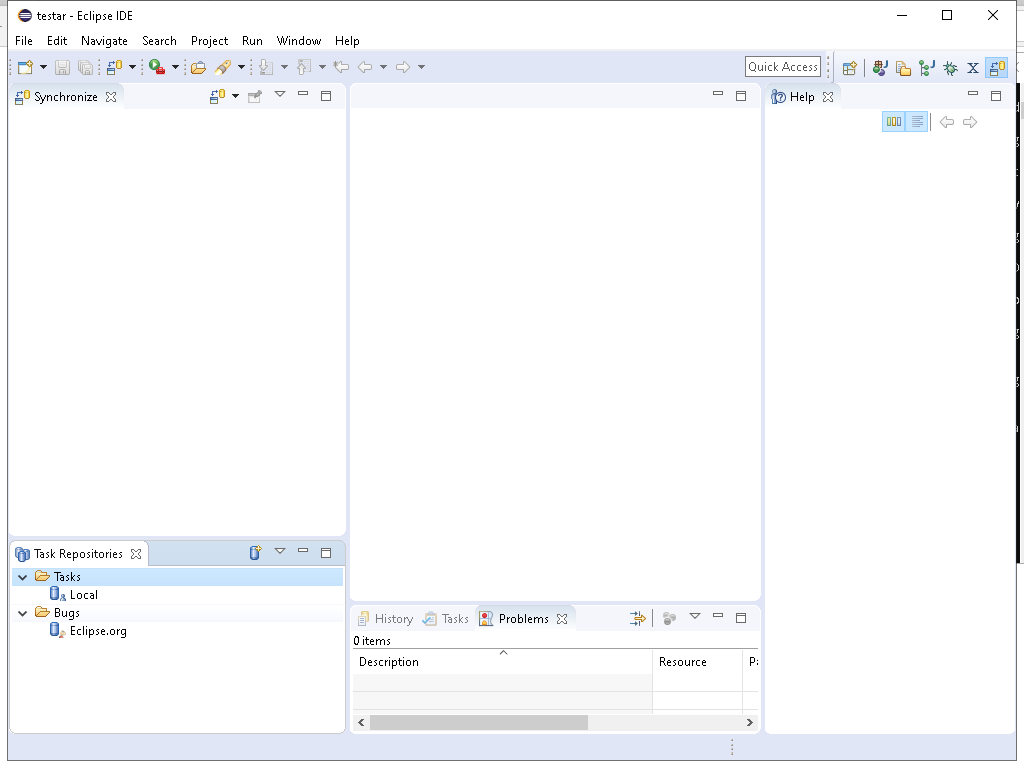 testar - Eclipse IDE
File Edit Navigate Search Project Run Window Help
Quick Access
Synchronize
Help
Task Repositories
Tasks
Local
Bugs
Eclipse.org
History Tasks Problems
0 items
Description Resource